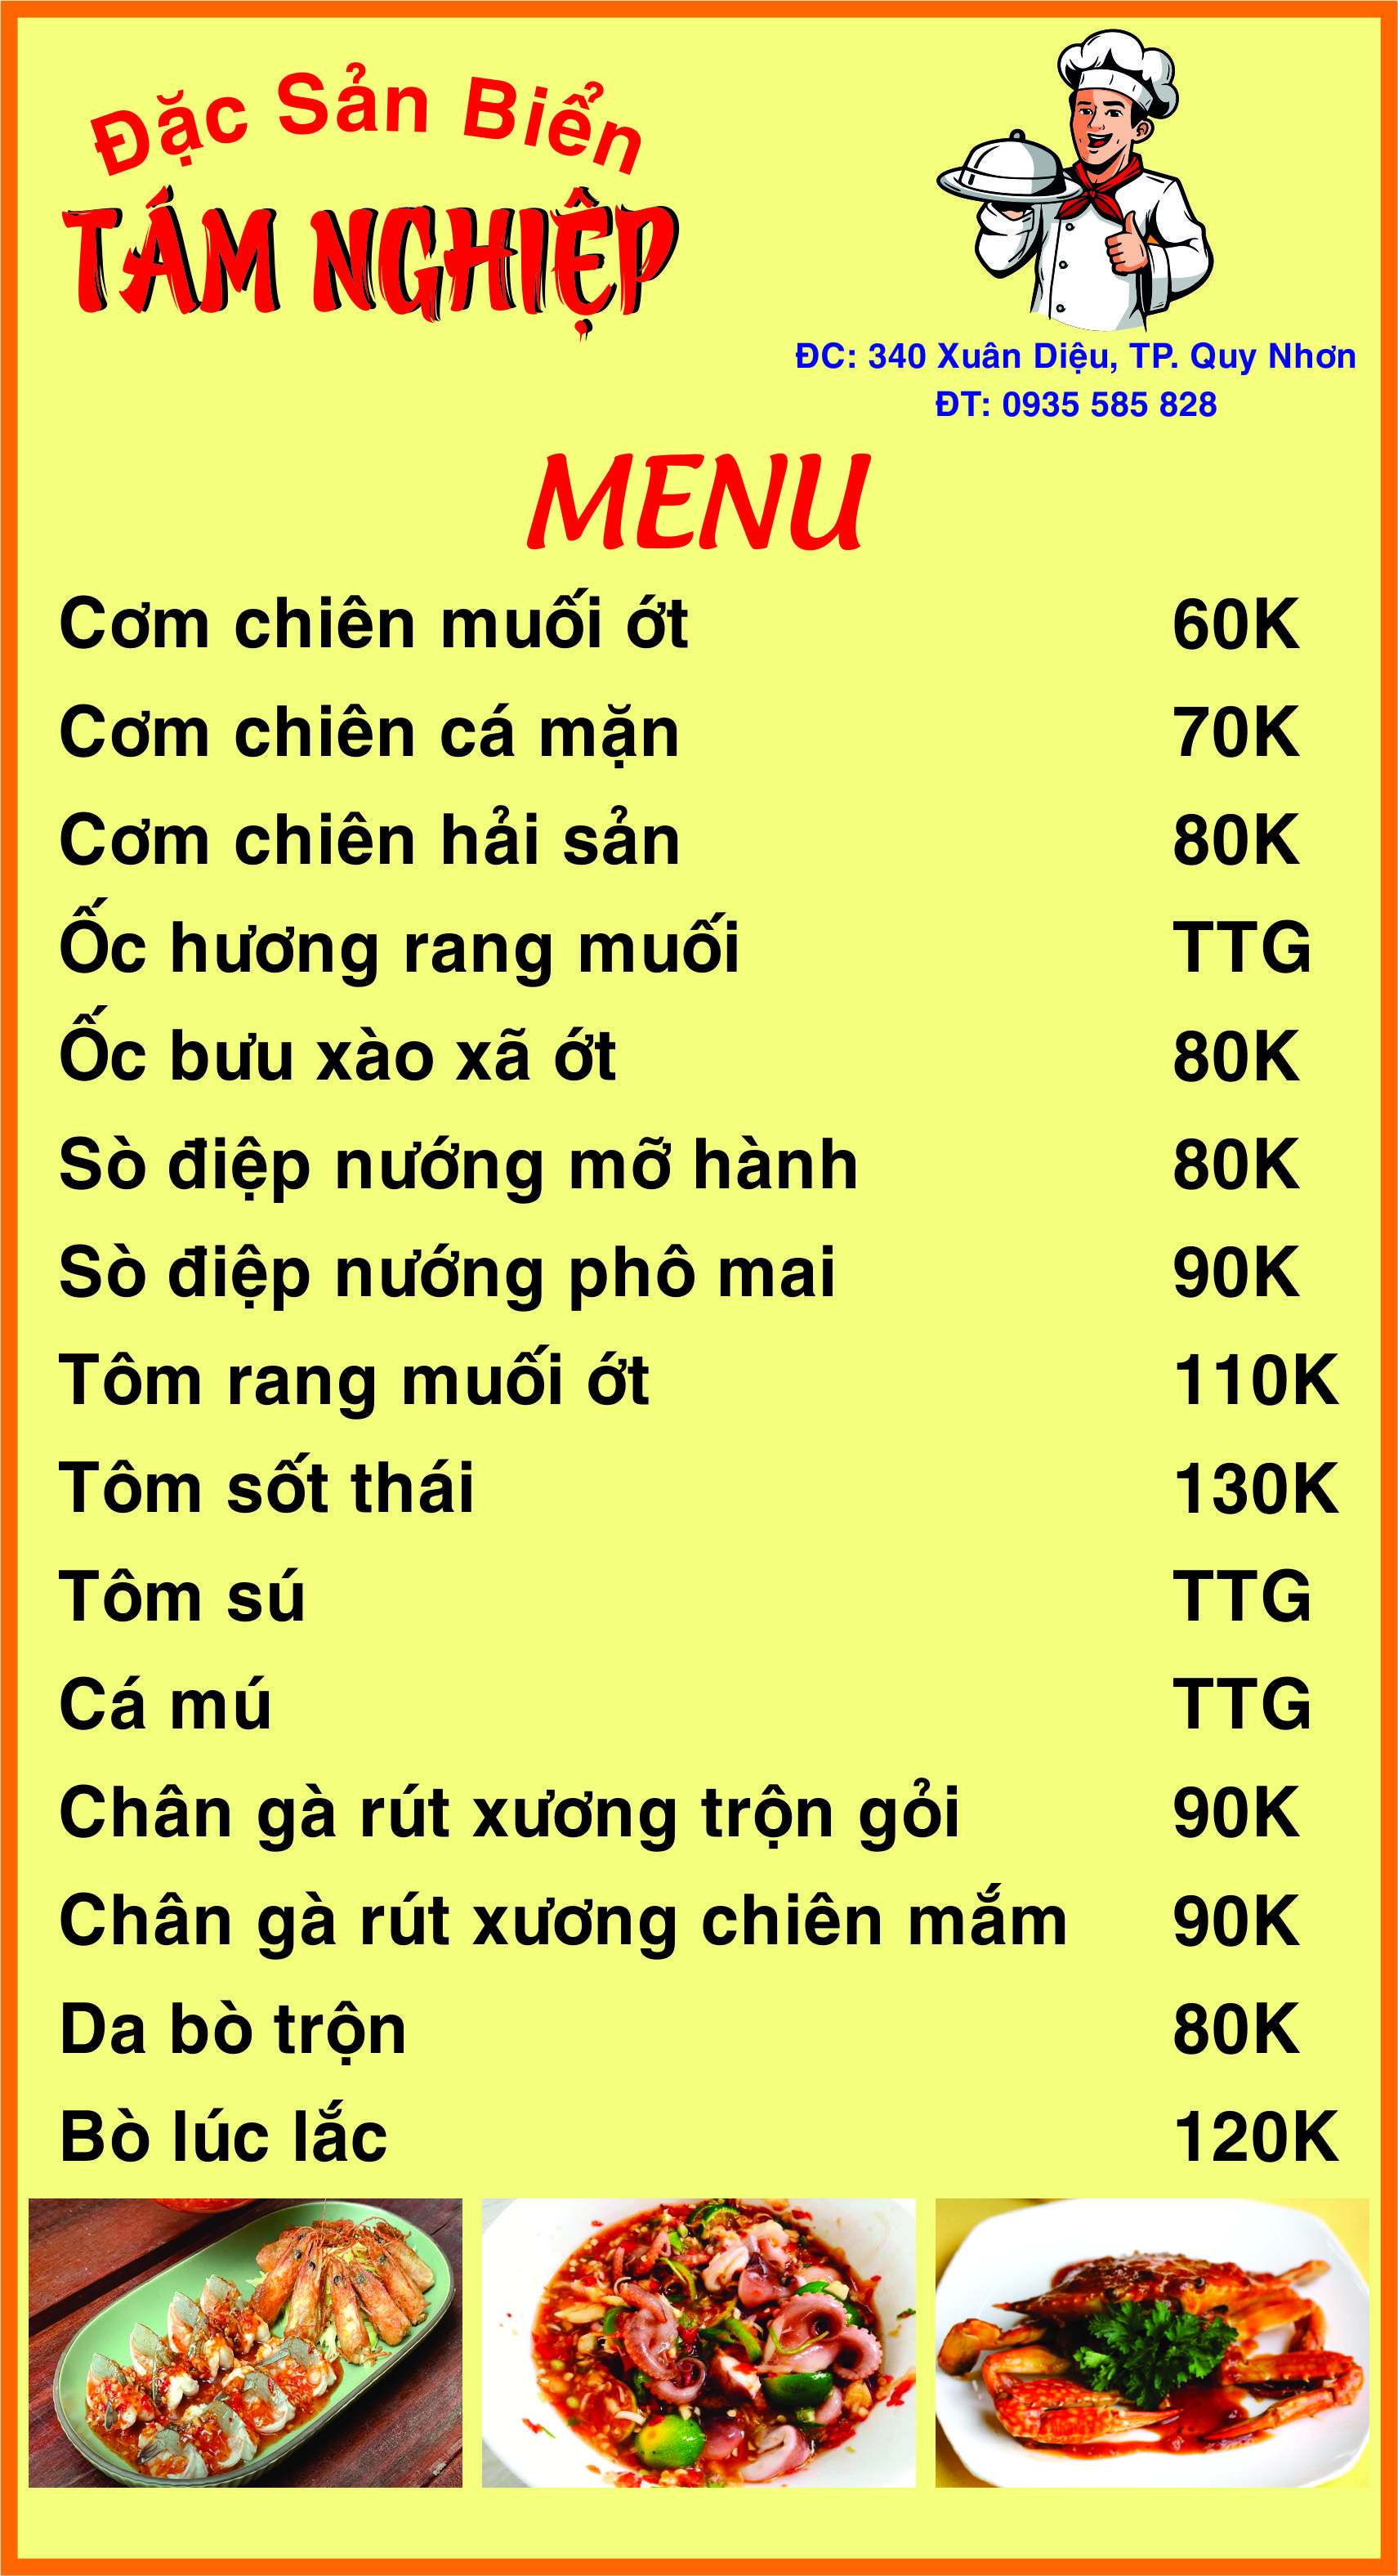 Đặc Sản Biển
TÁM NGHIỆP
ĐC: 340 Xuân Diệu, TP. Quy Nhơn
ĐT: 0935 585 828
MENU
Cơm chiên muối ớt 60K
Cơm chiên cá mặn 70K
Cơm chiên hải sản 80K
Ốc hương rang muối TTG
Ốc bưu xào xã ớt 80K
Sò điệp nướng mỡ hành 80K
Sò điệp nướng phô mai 90K
Tôm rang muối ớt 110K
Tôm sốt thái 130K
Tôm sú TTG
Cá mú TTG
Chân gà rút xương trộn gỏi 90K
Chân gà rút xương chiên mắm 90K
Da bò trộn 80K
Bò lúc lắc 120K